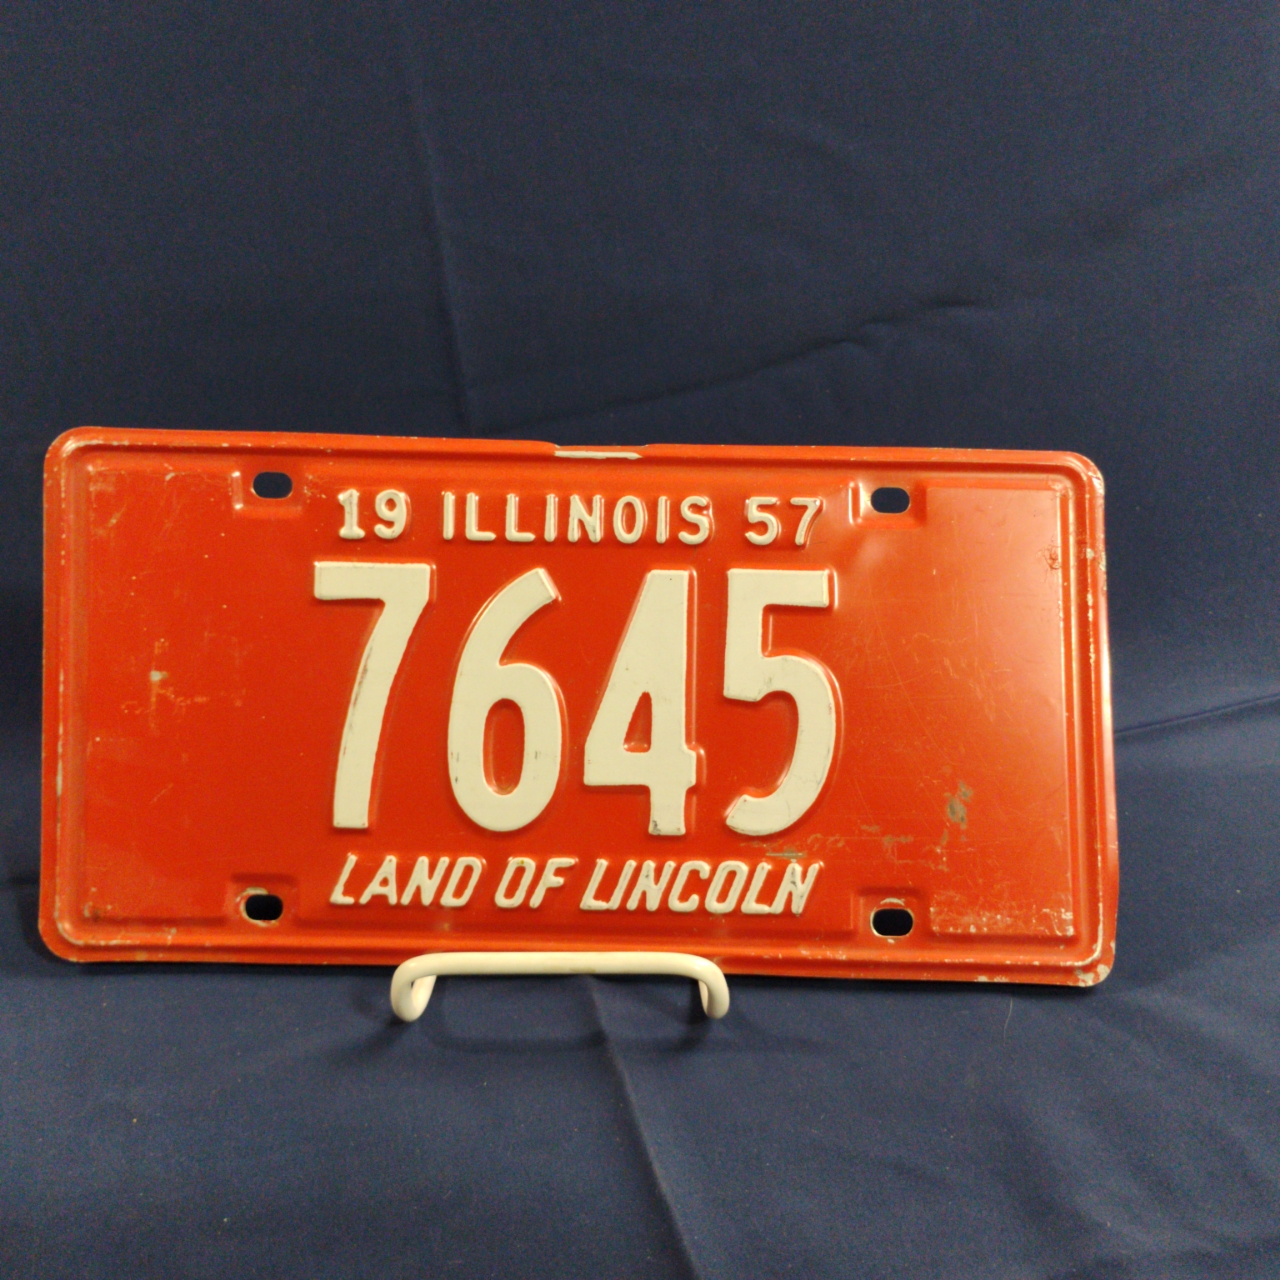 19 ILLINOIS 57
7645
LAND OF LINCOLN